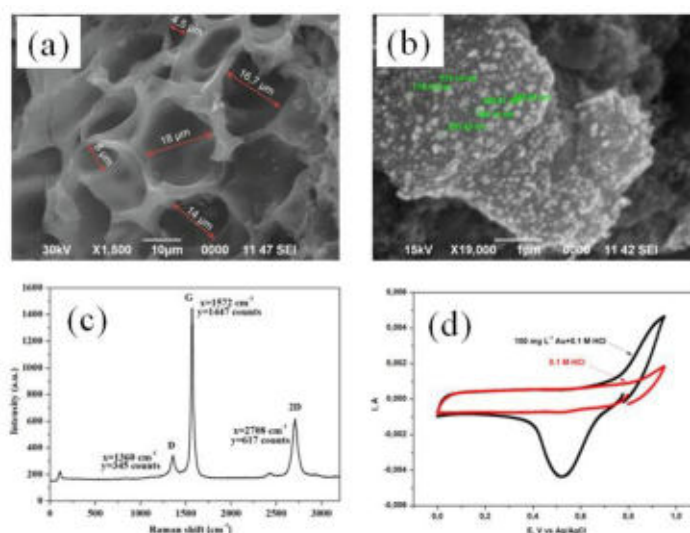 (a)
4.5 µm
16.7 µm
18 µm
14 µm
30kV X1,500 10µm 0000 11 47 SEI
(b)
15kV X19,000 1µm 0000 11 42 SEI
(c)
G
x=1572 cm⁻¹
y=1447 counts
2D
x=2708 cm⁻¹
y=617 counts
D
x=1360 cm⁻¹
y=345 counts
1600
1400
1200
1000
800
600
400
200
0
0 500 1000 1500 2000 2500 3000
Intensity (a.u.)
Raman shift (cm⁻¹)
(d)
100 mg L⁻¹ Au+0.1 M HCl
0.1 M HCl
0,006
0,004
0,002
0,000
-0,002
-0,004
-0,006
0,0 0,2 0,4 0,6 0,8 1,0
I, A
E, V vs Ag/AgCl